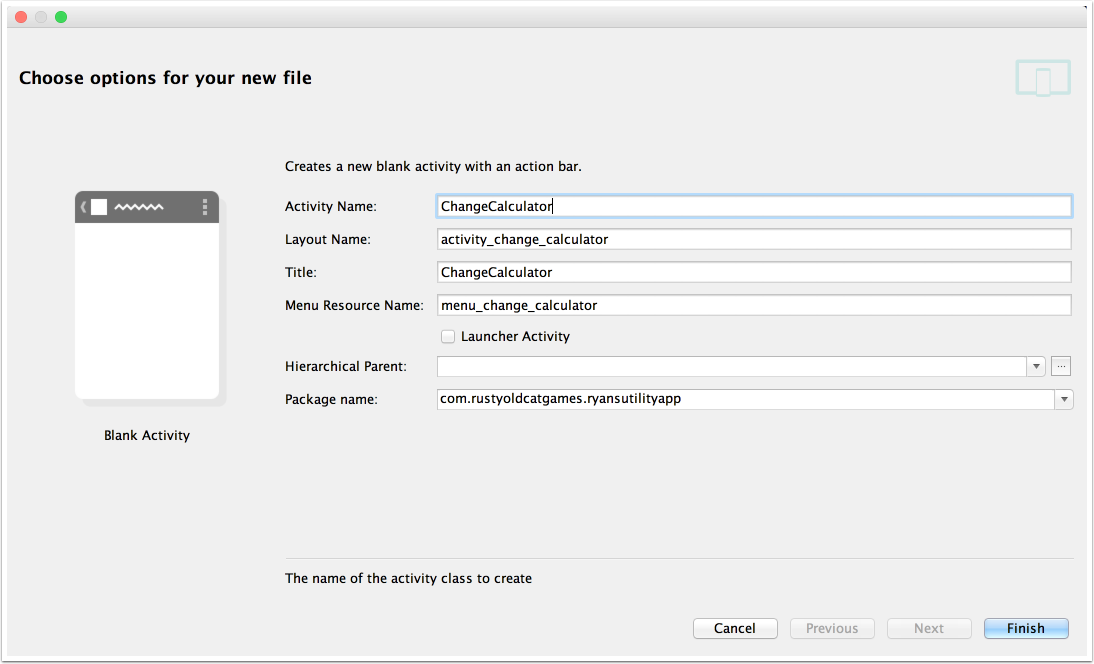 Choose options for your new file
Creates a new blank activity with an action bar.
Activity Name: ChangeCalculator
Layout Name: activity_change_calculator
Title: ChangeCalculator
Menu Resource Name: menu_change_calculator
Launcher Activity
Hierarchical Parent: ...
Package name: com.rustyoldcatgames.ryansutilityapp
Blank Activity
The name of the activity class to create
Cancel Previous Next Finish